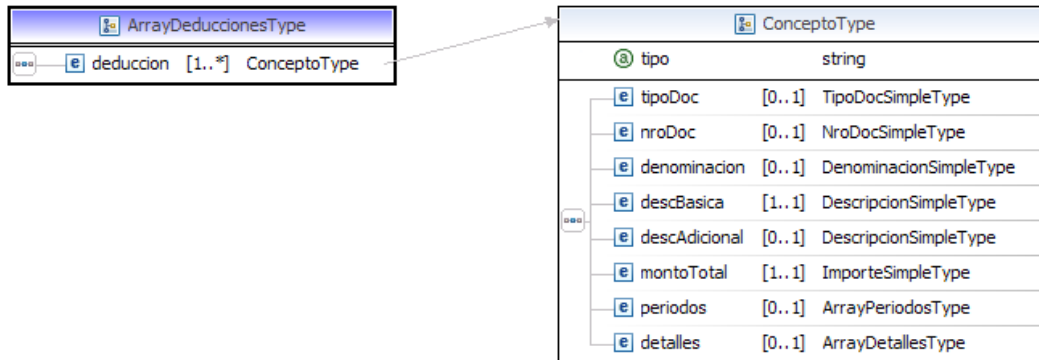 ArrayDeduccionesType
e deduccion [1..*] ConceptoType
ConceptoType
a tipo string
e tipoDoc [0..1] TipoDocSimpleType
e nroDoc [0..1] NroDocSimpleType
e denominacion [0..1] DenominacionSimpleType
e descBasica [1..1] DescripcionSimpleType
e descAdicional [0..1] DescripcionSimpleType
e montoTotal [1..1] ImporteSimpleType
e periodos [0..1] ArrayPeriodosType
e detalles [0..1] ArrayDetallesType